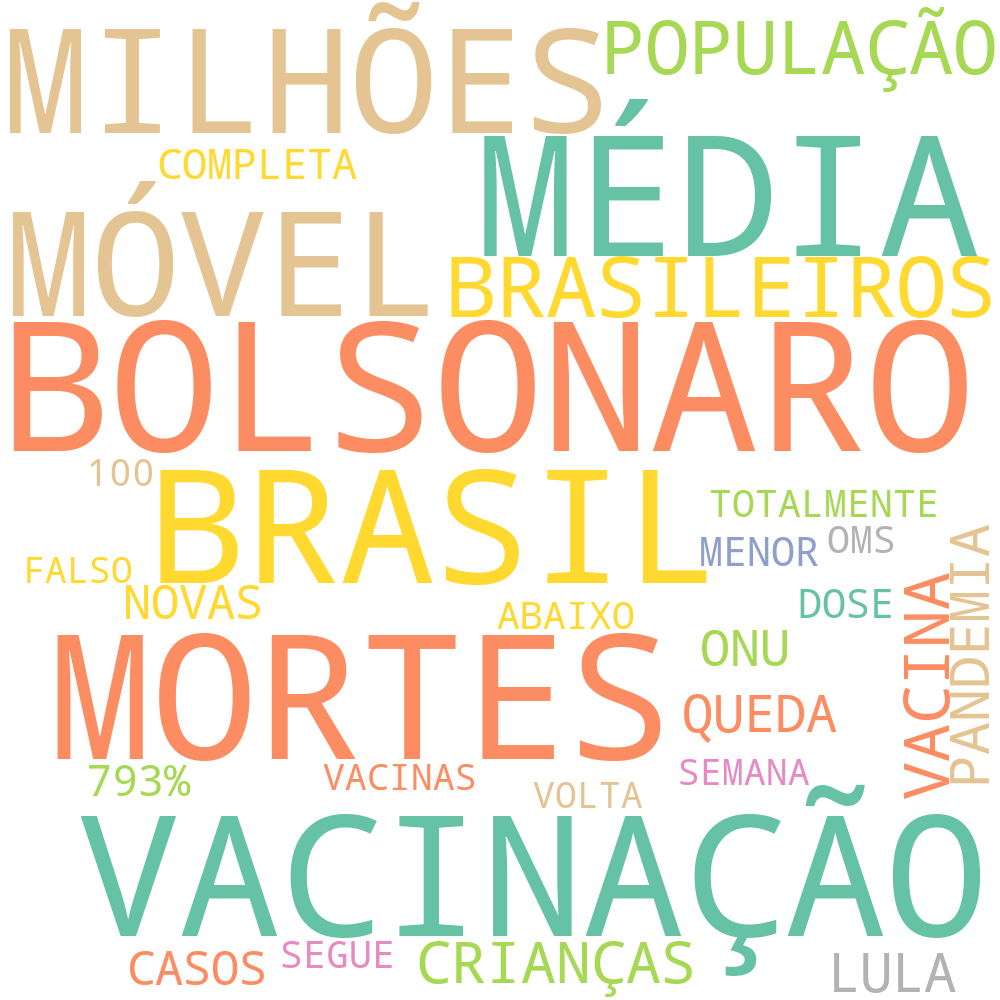 MILHÕES
POPULAÇÃO
MÉDIA
COMPLETA
MÓVEL
BRASILEIROS
BOLSONARO
100
BRASIL
TOTALMENTE
MENOR
OMS
FALSO
NOVAS
ABAIXO
DOSE
VACINA
PANDEMIA
MORTES
ONU
QUEDA
793%
VACINAS
VOLTA
SEMANA
VACINAÇÃO
CASOS
SEGUE
CRIANÇAS
LULA